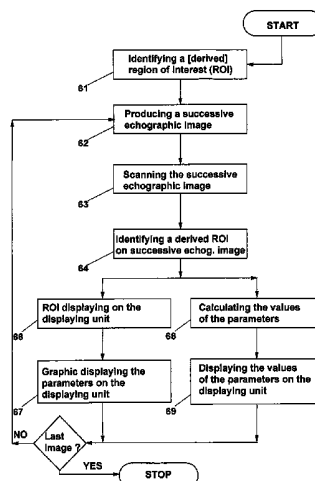 START
Identifying a [derived]
region of interest (ROI)
61
Producing a successive
echographic image
62
Scanning the successive
echographic image
63
Identifying a derived ROI
on successive echog. image
64
ROI displaying on the
displaying unit
66
Calculating the values
of the parameters
68
Graphic displaying the
parameters on the
displaying unit
67
Displaying the values
of the parameters on the
displaying unit
69
NO
Last
image ?
YES
STOP